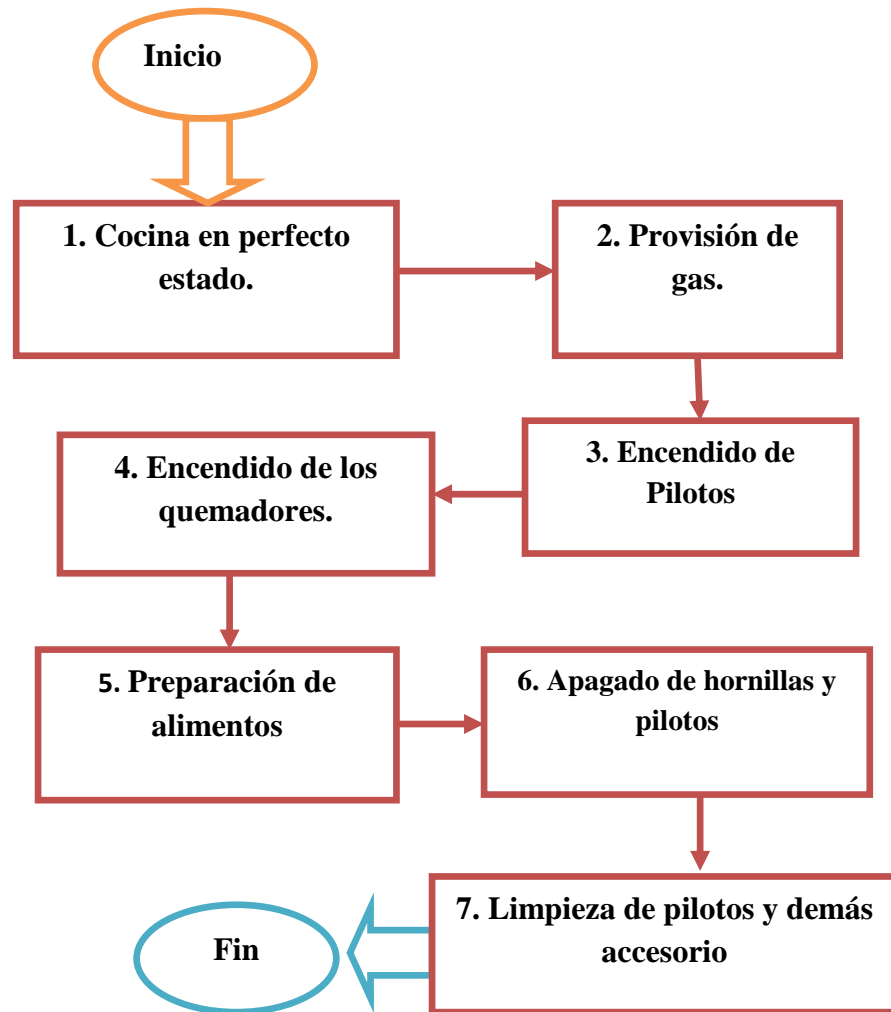 Inicio
1. Cocina en perfecto
estado.
2. Provisión de
gas.
3. Encendido de
Pilotos
4. Encendido de los
quemadores.
5. Preparación de
alimentos
6. Apagado de hornillas y
pilotos
7. Limpieza de pilotos y demás
accesorio
Fin